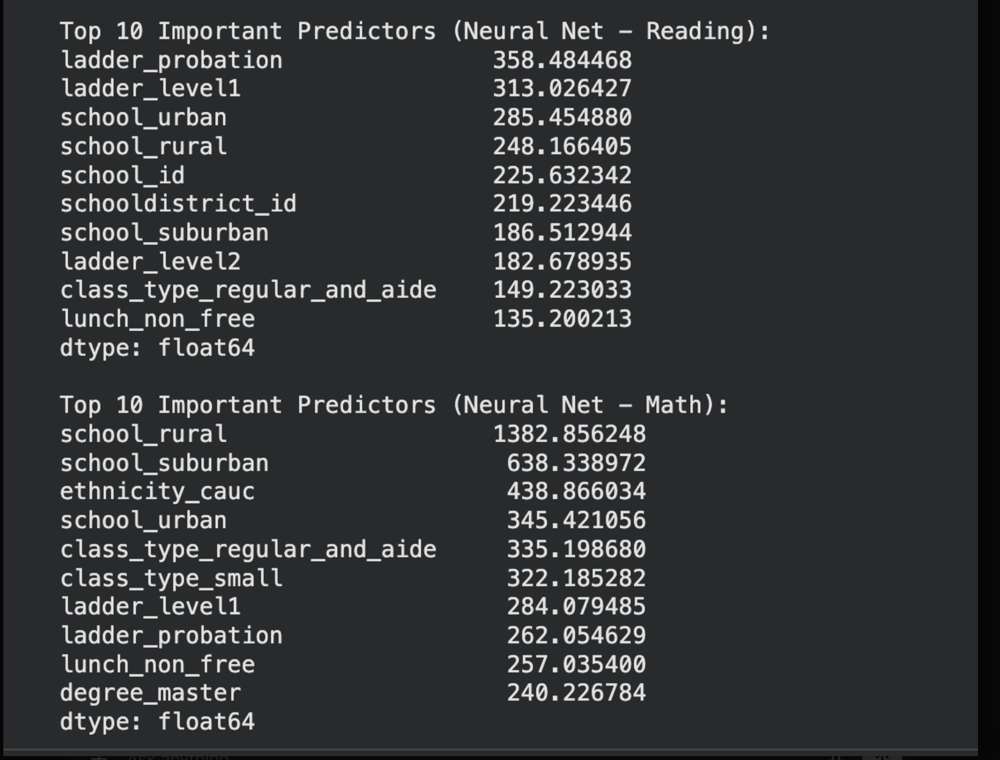 Top 10 Important Predictors (Neural Net – Reading):
ladder_probation 358.484468
ladder_level1 313.026427
school_urban 285.454880
school_rural 248.166405
school_id 225.632342
schooldistrict_id 219.223446
school_suburban 186.512944
ladder_level2 182.678935
class_type_regular_and_aide 149.223033
lunch_non_free 135.200213
dtype: float64
Top 10 Important Predictors (Neural Net – Math):
school_rural 1382.856248
school_suburban 638.338972
ethnicity_cauc 438.866034
school_urban 345.421056
class_type_regular_and_aide 335.198680
class_type_small 322.185282
ladder_level1 284.079485
ladder_probation 262.054629
lunch_non_free 257.035400
degree_master 240.226784
dtype: float64
Ask anything